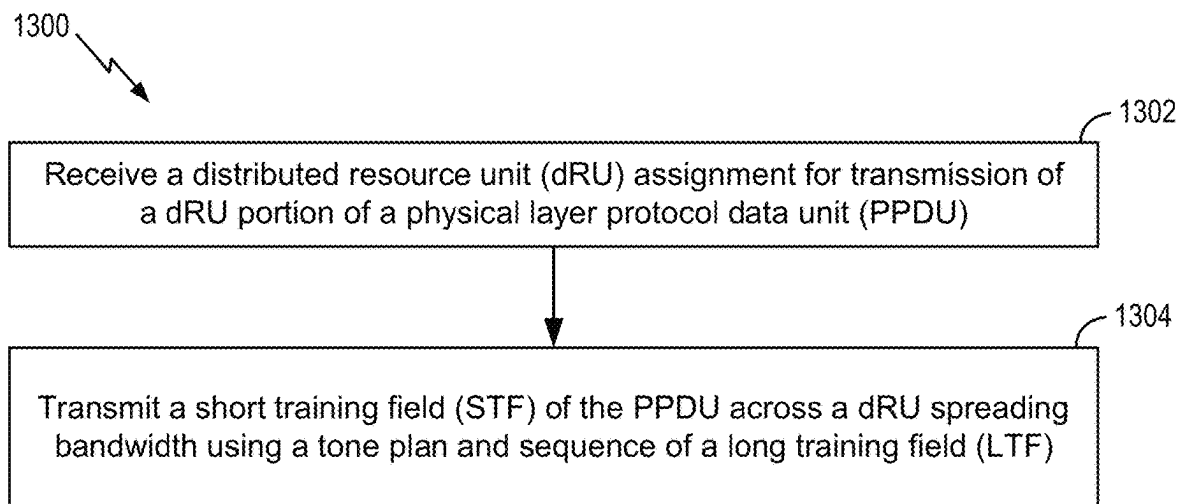 1300
1302
Receive a distributed resource unit (dRU) assignment for transmission of
a dRU portion of a physical layer protocol data unit (PPDU)
1304
Transmit a short training field (STF) of the PPDU across a dRU spreading
bandwidth using a tone plan and sequence of a long training field (LTF)